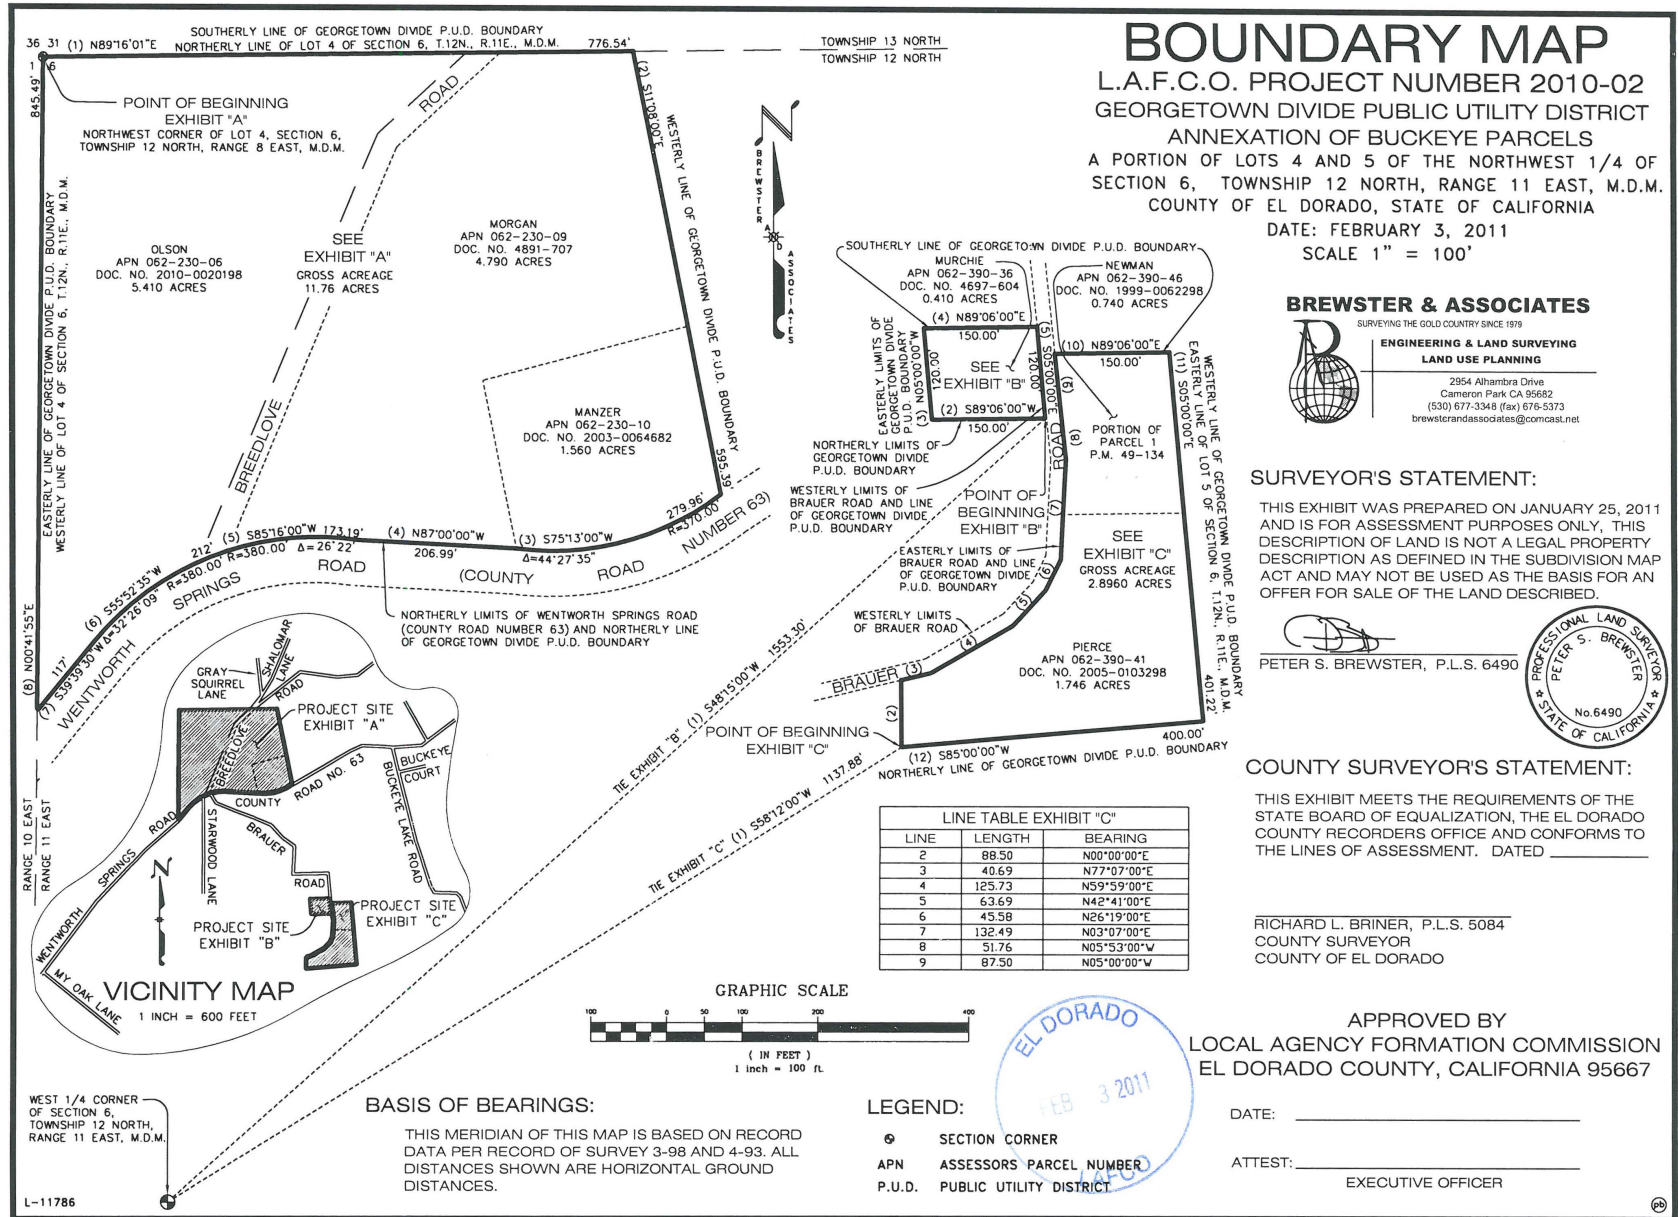 BOUNDARY MAP
L.A.F.C.O. PROJECT NUMBER 2010-02
GEORGETOWN DIVIDE PUBLIC UTILITY DISTRICT
ANNEXATION OF BUCKEYE PARCELS
A PORTION OF LOTS 4 AND 5 OF THE NORTHWEST 1/4 OF
SECTION 6, TOWNSHIP 12 NORTH, RANGE 11 EAST, M.D.M.
COUNTY OF EL DORADO, STATE OF CALIFORNIA
DATE: FEBRUARY 3, 2011
SCALE 1" = 100'
SOUTHERLY LINE OF GEORGETOWN DIVIDE P.U.D. BOUNDARY
36 31 (1) N89°16'01"E NORTHERLY LINE OF LOT 4 OF SECTION 6, T.12N., R.11E., M.D.M. 776.54'
1 6
TOWNSHIP 13 NORTH
TOWNSHIP 12 NORTH
845.49'
POINT OF BEGINNING
EXHIBIT "A"
NORTHWEST CORNER OF LOT 4, SECTION 6,
TOWNSHIP 12 NORTH, RANGE 8 EAST, M.D.M.
ROAD
BREEDLOVE
(2) S11°08'00"E
WESTERLY LINE OF GEORGETOWN DIVIDE P.U.D. BOUNDARY
595.39'
EASTERLY LINE OF GEORGETOWN DIVIDE P.U.D. BOUNDARY
WESTERLY LINE OF LOT 4 OF SECTION 6, T.12N., R.11E., M.D.M.
(8) N00°41'55"E
OLSON
APN 062-230-06
DOC. NO. 2010-0020198
5.410 ACRES
SEE
EXHIBIT "A"
GROSS ACREAGE
11.76 ACRES
MORGAN
APN 062-230-09
DOC. NO. 4891-707
4.790 ACRES
MANZER
APN 062-230-10
DOC. NO. 2003-0064682
1.560 ACRES
BREWSTER AND ASSOCIATES
279.96'
R=370.00'
(3) S75°13'00"W
Δ=44°27'35"
(4) N87°00'00"W
206.99'
(5) S85°16'00"W 173.19'
R=380.00' Δ=26°22'
212'
(6) S55°52'35"W R=380.00'
Δ=32°26'09"
117'
(7) S39°39'30"W
WENTWORTH SPRINGS ROAD (COUNTY ROAD NUMBER 63)
NORTHERLY LIMITS OF WENTWORTH SPRINGS ROAD
(COUNTY ROAD NUMBER 63) AND NORTHERLY LINE
OF GEORGETOWN DIVIDE P.U.D. BOUNDARY
SOUTHERLY LINE OF GEORGETOWN DIVIDE P.U.D. BOUNDARY
MURCHIE
APN 062-390-36
DOC. NO. 4697-604
0.410 ACRES
NEWMAN
APN 062-390-46
DOC. NO. 1999-0062298
0.740 ACRES
(4) N89°06'00"E
150.00'
(5) S05°00'00"E
120.00'
SEE
EXHIBIT "B"
120.00'
(3) N05°00'00"W
EASTERLY LIMITS OF
GEORGETOWN DIVIDE
P.U.D. BOUNDARY
(2) S89°06'00"W
150.00'
(10) N89°06'00"E
150.00'
(9)
(8)
(7)
(6)
(5)
(4)
(3)
(2)
ROAD
BRAUER
(11) S05°00'00"E
EASTERLY LINE OF LOT 5 OF SECTION 6, T.12N., R.11E., M.D.M.
WESTERLY LINE OF GEORGETOWN DIVIDE P.U.D. BOUNDARY
401.22'
PORTION OF
PARCEL 1
P.M. 49-134
NORTHERLY LIMITS OF
GEORGETOWN DIVIDE
P.U.D. BOUNDARY
WESTERLY LIMITS OF
BRAUER ROAD AND LINE
OF GEORGETOWN DIVIDE
P.U.D. BOUNDARY
POINT OF
BEGINNING
EXHIBIT "B"
EASTERLY LIMITS OF
BRAUER ROAD AND LINE
OF GEORGETOWN DIVIDE
P.U.D. BOUNDARY
SEE
EXHIBIT "C"
GROSS ACREAGE
2.8960 ACRES
WESTERLY LIMITS
OF BRAUER ROAD
PIERCE
APN 062-390-41
DOC. NO. 2005-0103298
1.746 ACRES
POINT OF BEGINNING
EXHIBIT "C"
(12) S85°00'00"W
400.00'
NORTHERLY LINE OF GEORGETOWN DIVIDE P.U.D. BOUNDARY
TIE EXHIBIT "B" (1) S48°15'00"W 1553.30'
TIE EXHIBIT "C" (1) S58°12'00"W 1137.88'
LINE TABLE EXHIBIT "C"
LINE LENGTH BEARING
2 88.50 N00°00'00"E
3 40.69 N77°07'00"E
4 125.73 N59°59'00"E
5 63.69 N42°41'00"E
6 45.58 N26°19'00"E
7 132.49 N03°07'00"E
8 51.76 N05°53'00"W
9 87.50 N05°00'00"W
BREWSTER & ASSOCIATES
SURVEYING THE GOLD COUNTRY SINCE 1979
ENGINEERING & LAND SURVEYING
LAND USE PLANNING
2954 Alhambra Drive
Cameron Park CA 95682
(530) 677-3348 (fax) 676-5373
brewsterandassociates@comcast.net
SURVEYOR'S STATEMENT:
THIS EXHIBIT WAS PREPARED ON JANUARY 25, 2011
AND IS FOR ASSESSMENT PURPOSES ONLY, THIS
DESCRIPTION OF LAND IS NOT A LEGAL PROPERTY
DESCRIPTION AS DEFINED IN THE SUBDIVISION MAP
ACT AND MAY NOT BE USED AS THE BASIS FOR AN
OFFER FOR SALE OF THE LAND DESCRIBED.
PETER S. BREWSTER, P.L.S. 6490
PROFESSIONAL LAND SURVEYOR
PETER S. BREWSTER
No.6490
STATE OF CALIFORNIA
COUNTY SURVEYOR'S STATEMENT:
THIS EXHIBIT MEETS THE REQUIREMENTS OF THE
STATE BOARD OF EQUALIZATION, THE EL DORADO
COUNTY RECORDERS OFFICE AND CONFORMS TO
THE LINES OF ASSESSMENT. DATED
RICHARD L. BRINER, P.L.S. 5084
COUNTY SURVEYOR
COUNTY OF EL DORADO
APPROVED BY
LOCAL AGENCY FORMATION COMMISSION
EL DORADO COUNTY, CALIFORNIA 95667
DATE:
ATTEST:
EXECUTIVE OFFICER
RANGE 10 EAST
RANGE 11 EAST
GRAY
SQUIRREL
LANE
SHALOMAR
LANE
ROAD
BREEDLOVE
PROJECT SITE
EXHIBIT "A"
COUNTY ROAD NO. 63
BUCKEYE
COURT
BUCKEYE LAKE ROAD
STARWOOD LANE
BRAUER
ROAD
WENTWORTH SPRINGS ROAD
PROJECT SITE
EXHIBIT "B"
PROJECT SITE
EXHIBIT "C"
MY OAK LANE
VICINITY MAP
1 INCH = 600 FEET
GRAPHIC SCALE
100 0 50 100 200 400
( IN FEET )
1 inch = 100 ft.
WEST 1/4 CORNER
OF SECTION 6,
TOWNSHIP 12 NORTH,
RANGE 11 EAST, M.D.M.
BASIS OF BEARINGS:
THIS MERIDIAN OF THIS MAP IS BASED ON RECORD
DATA PER RECORD OF SURVEY 3-98 AND 4-93. ALL
DISTANCES SHOWN ARE HORIZONTAL GROUND
DISTANCES.
LEGEND:
SECTION CORNER
APN ASSESSORS PARCEL NUMBER
P.U.D. PUBLIC UTILITY DISTRICT
EL DORADO
FEB 3 2011
LAFCO
L-11786
pb